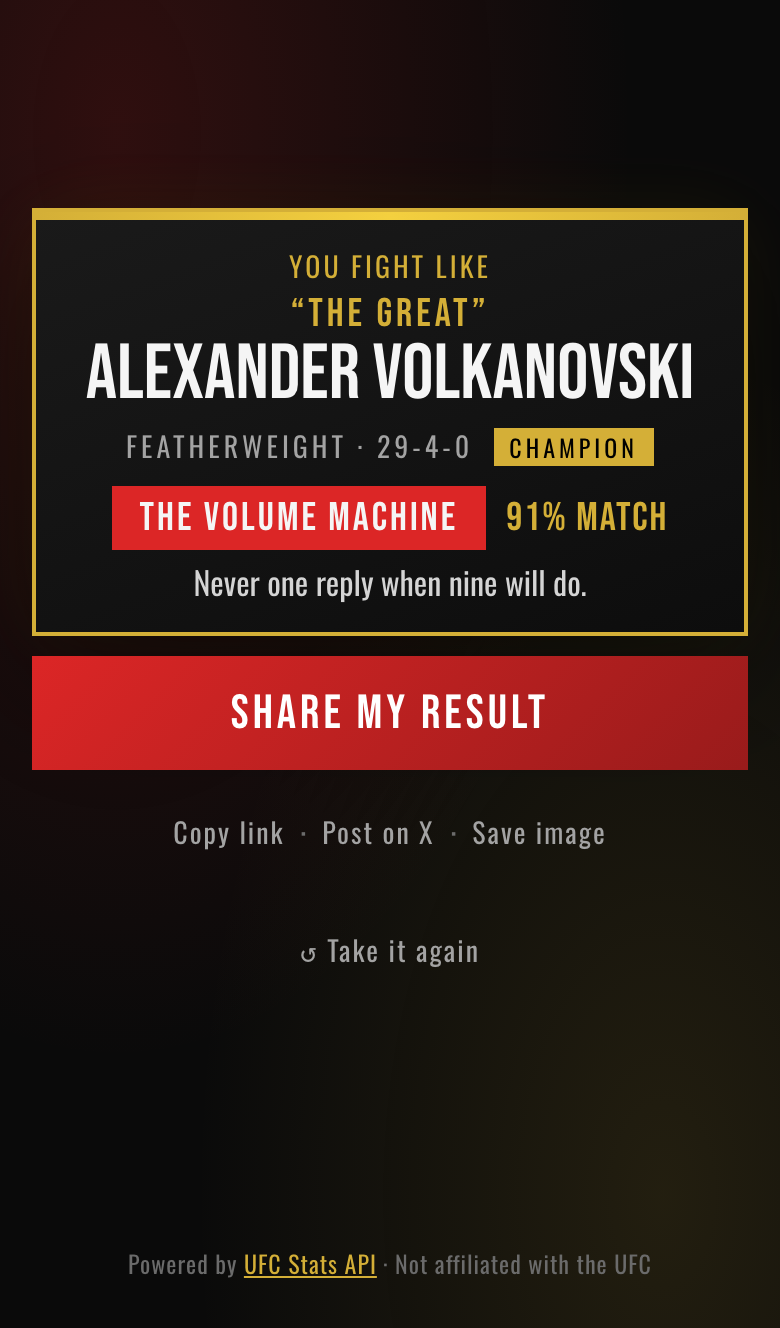 YOU FIGHT LIKE
“THE GREAT”
ALEXANDER VOLKANOVSKI
FEATHERWEIGHT · 29-4-0 CHAMPION
THE VOLUME MACHINE 91% MATCH
Never one reply when nine will do.
SHARE MY RESULT
Copy link · Post on X · Save image
↺ Take it again
Powered by UFC Stats API · Not affiliated with the UFC